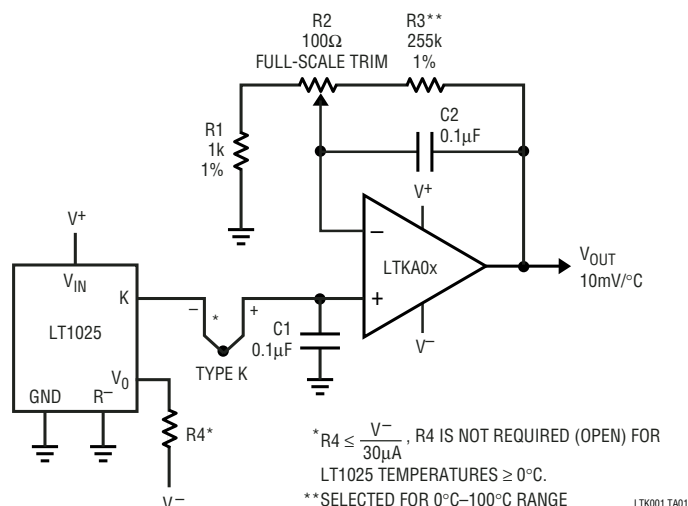 R2
100Ω
FULL-SCALE TRIM
R3**
255k
1%
R1
1k
1%
C2
0.1µF
V+
–
LTKA0x
+
V–
VOUT
10mV/°C
V+
VIN
K
LT1025
V0
GND
R–
– * +
TYPE K
C1
0.1µF
R4*
V–
*R4 ≤ V–/30µA, R4 IS NOT REQUIRED (OPEN) FOR
LT1025 TEMPERATURES ≥ 0°C.
**SELECTED FOR 0°C–100°C RANGE
LTK001 TA01